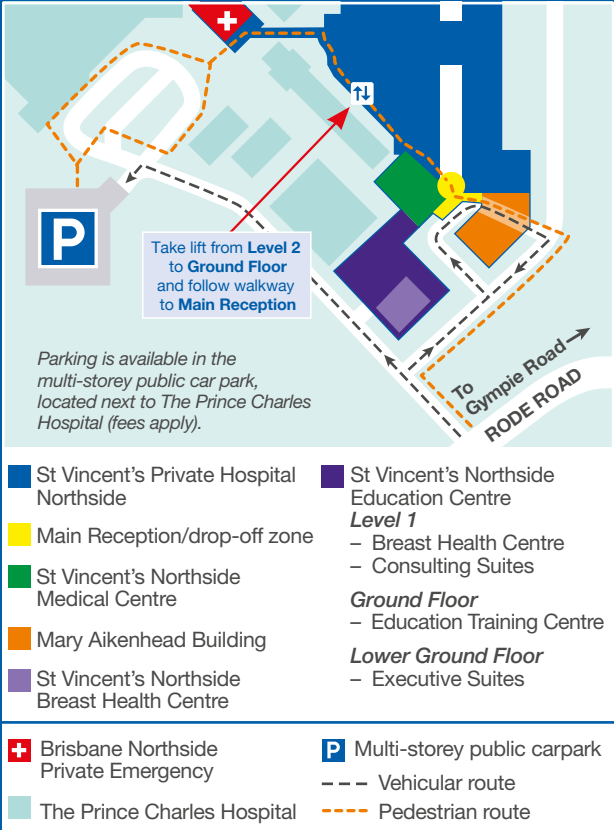 P
Take lift from Level 2
to Ground Floor
and follow walkway
to Main Reception
Parking is available in the
multi-storey public car park,
located next to The Prince Charles
Hospital (fees apply).
To
Gympie Road
RODE ROAD
St Vincent's Private Hospital
Northside
Main Reception/drop-off zone
St Vincent's Northside
Medical Centre
Mary Aikenhead Building
St Vincent's Northside
Breast Health Centre
St Vincent's Northside
Education Centre
Level 1
– Breast Health Centre
– Consulting Suites
Ground Floor
– Education Training Centre
Lower Ground Floor
– Executive Suites
Brisbane Northside
Private Emergency
The Prince Charles Hospital
P Multi-storey public carpark
Vehicular route
Pedestrian route